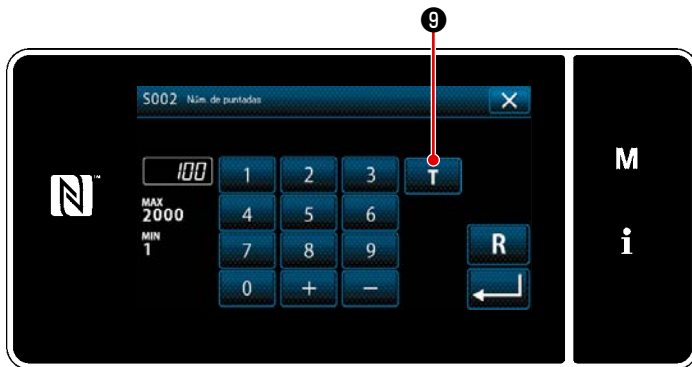 ❾
S002 Núm. de puntadas
100 1 2 3 T
M
MAX
2000 4 5 6
MIN
1 7 8 9 R
i
0 + −